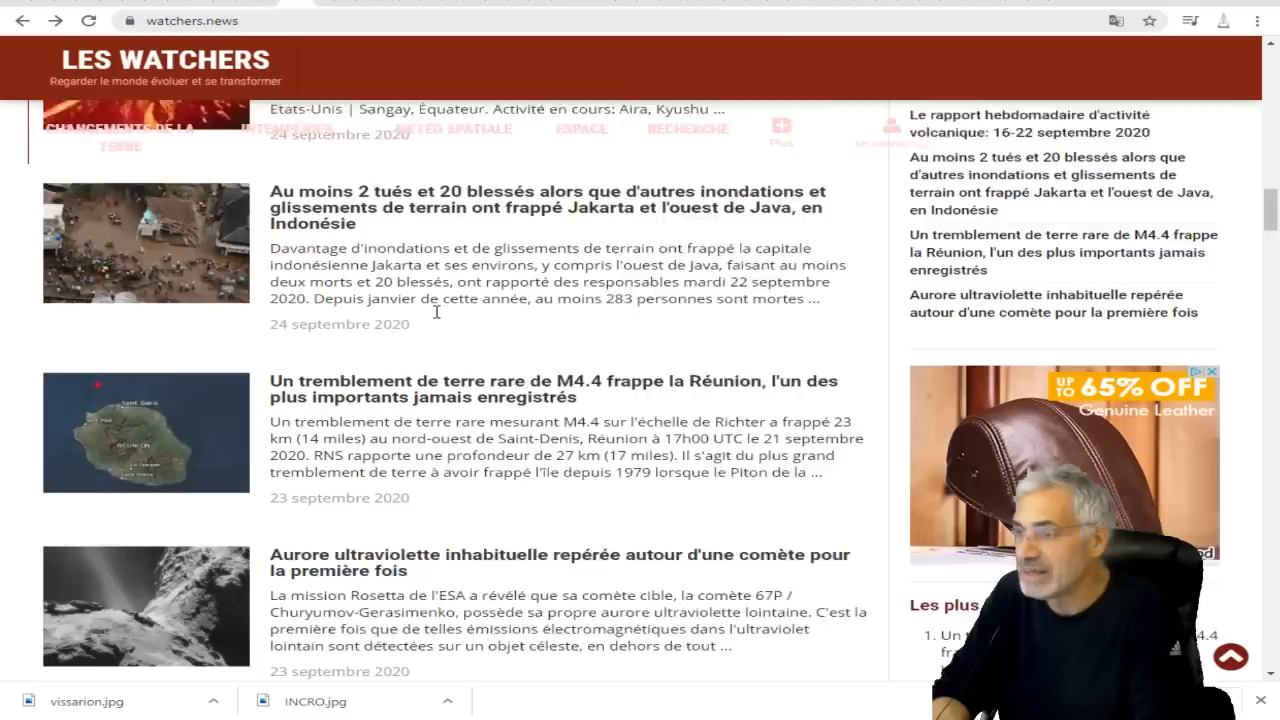 watchers.news
LES WATCHERS
Regarder le monde évoluer et se transformer
Etats-Unis | Sangay, Équateur. Activité en cours: Aira, Kyushu ...
24 septembre 2020
CHANGEMENTS DE LA
TERRE
MÉTÉO SPATIALE
ESPACE
RECHERCHE
Plus
Au moins 2 tués et 20 blessés alors que d'autres inondations et
glissements de terrain ont frappé Jakarta et l'ouest de Java, en
Indonésie
Davantage d'inondations et de glissements de terrain ont frappé la capitale
indonésienne Jakarta et ses environs, y compris l'ouest de Java, faisant au moins
deux morts et 20 blessés, ont rapporté des responsables mardi 22 septembre
2020. Depuis janvier de cette année, au moins 283 personnes sont mortes ...
24 septembre 2020
Un tremblement de terre rare de M4.4 frappe la Réunion, l'un des
plus importants jamais enregistrés
Un tremblement de terre rare mesurant M4.4 sur l'échelle de Richter a frappé 23
km (14 miles) au nord-ouest de Saint-Denis, Réunion à 17h00 UTC le 21 septembre
2020. RNS rapporte une profondeur de 27 km (17 miles). Il s'agit du plus grand
tremblement de terre à avoir frappé l'île depuis 1979 lorsque le Piton de la ...
23 septembre 2020
Aurore ultraviolette inhabituelle repérée autour d'une comète pour
la première fois
La mission Rosetta de l'ESA a révélé que sa comète cible, la comète 67P /
Churyumov-Gerasimenko, possède sa propre aurore ultraviolette lointaine. C'est la
première fois que de telles émissions électromagnétiques dans l'ultraviolet
lointain sont détectées sur un objet céleste, en dehors de tout ...
23 septembre 2020
Le rapport hebdomadaire d'activité
volcanique: 16-22 septembre 2020
Au moins 2 tués et 20 blessés alors que
d'autres inondations et glissements de
terrain ont frappé Jakarta et l'ouest de Java,
en Indonésie
Un tremblement de terre rare de M4.4 frappe
la Réunion, l'un des plus importants jamais
enregistrés
Aurore ultraviolette inhabituelle repérée
autour d'une comète pour la première fois
UP TO 65% OFF
Genuine Leather
Les plus
1. Un
4.4
vissarion.jpg
INCRO.jpg